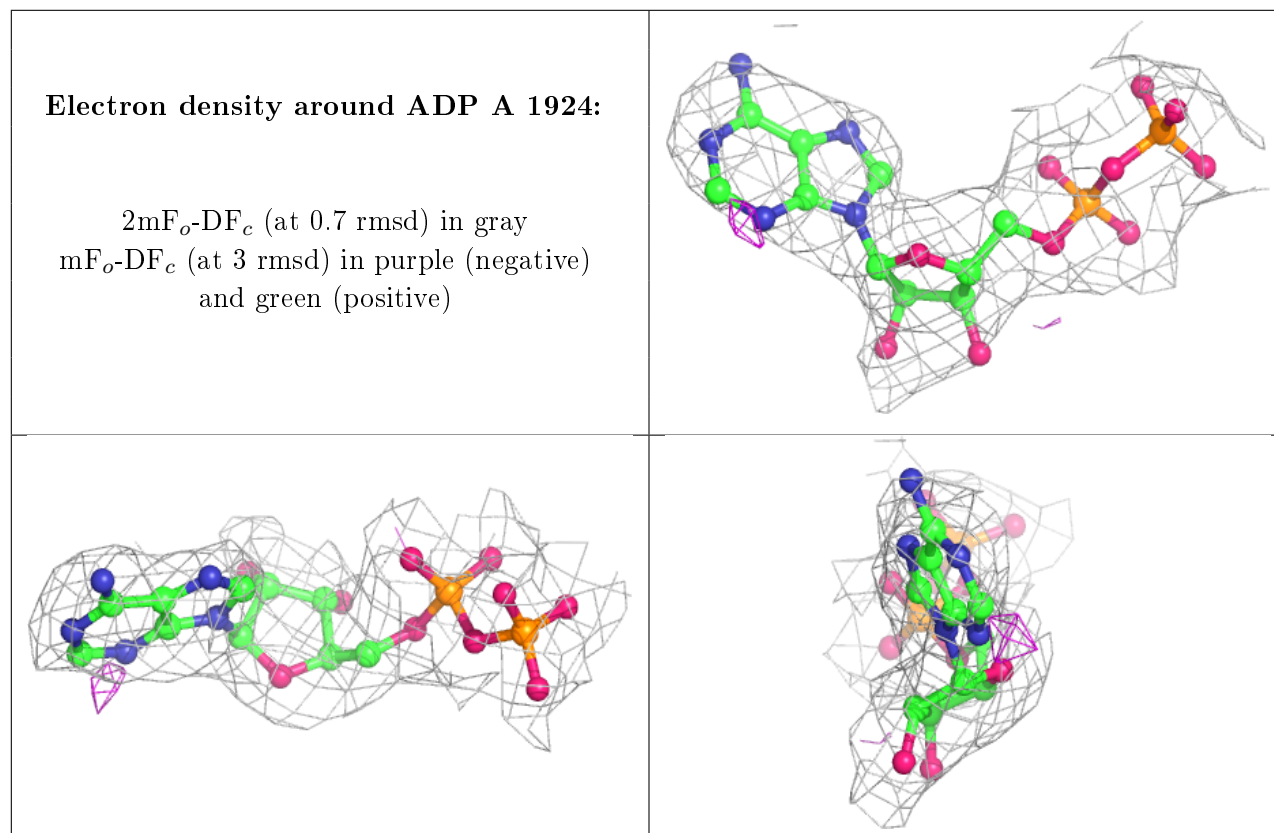 Electron density around ADP A 1924:
2mFₒ-DF𝒸 (at 0.7 rmsd) in gray
mFₒ-DF𝒸 (at 3 rmsd) in purple (negative)
and green (positive)